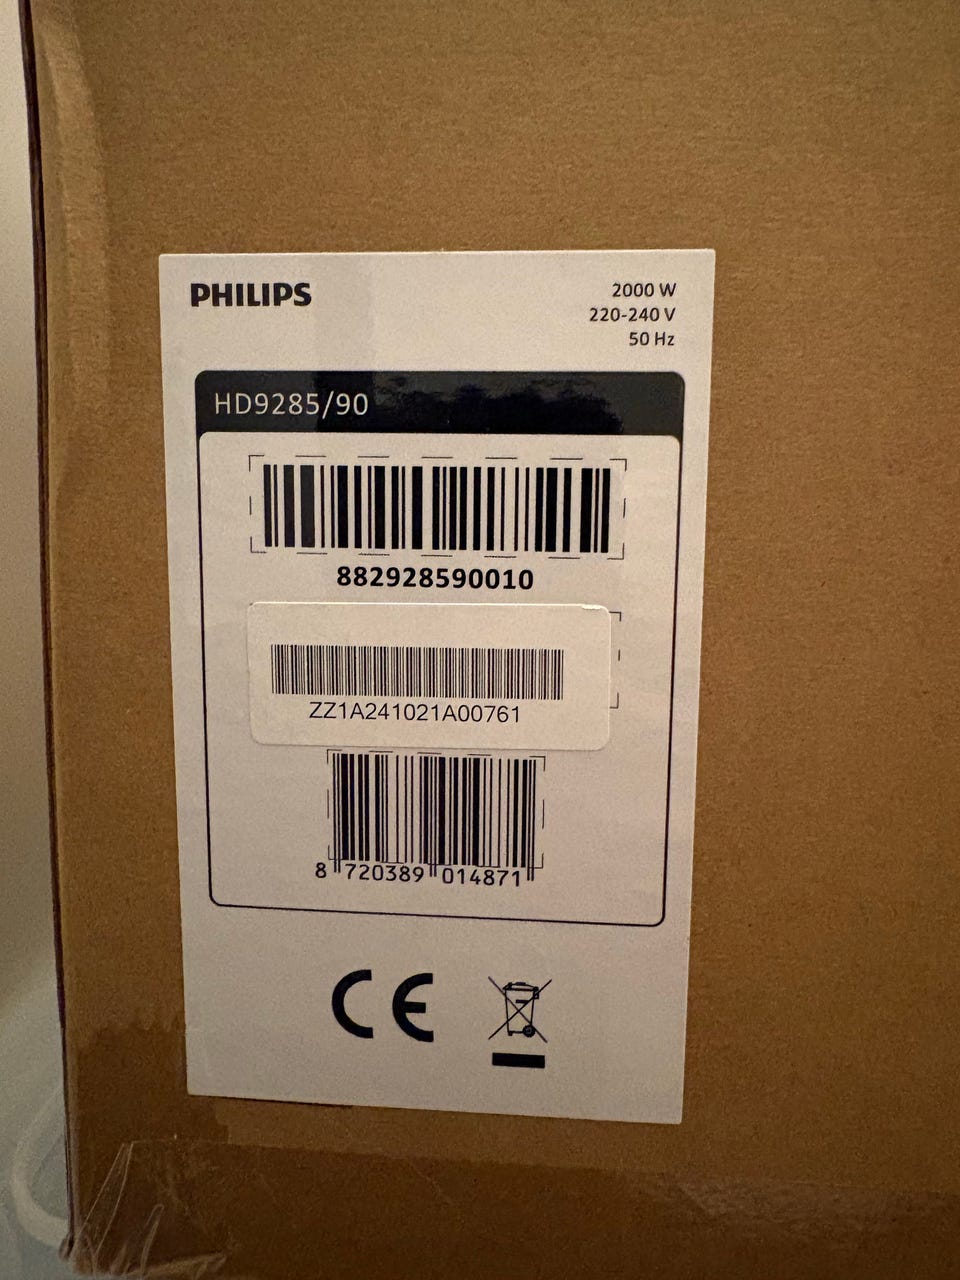 PHILIPS
2000 W
220-240 V
50 Hz
HD9285/90
882928590010
ZZ1A241021A00761
8 720389 014871
CE